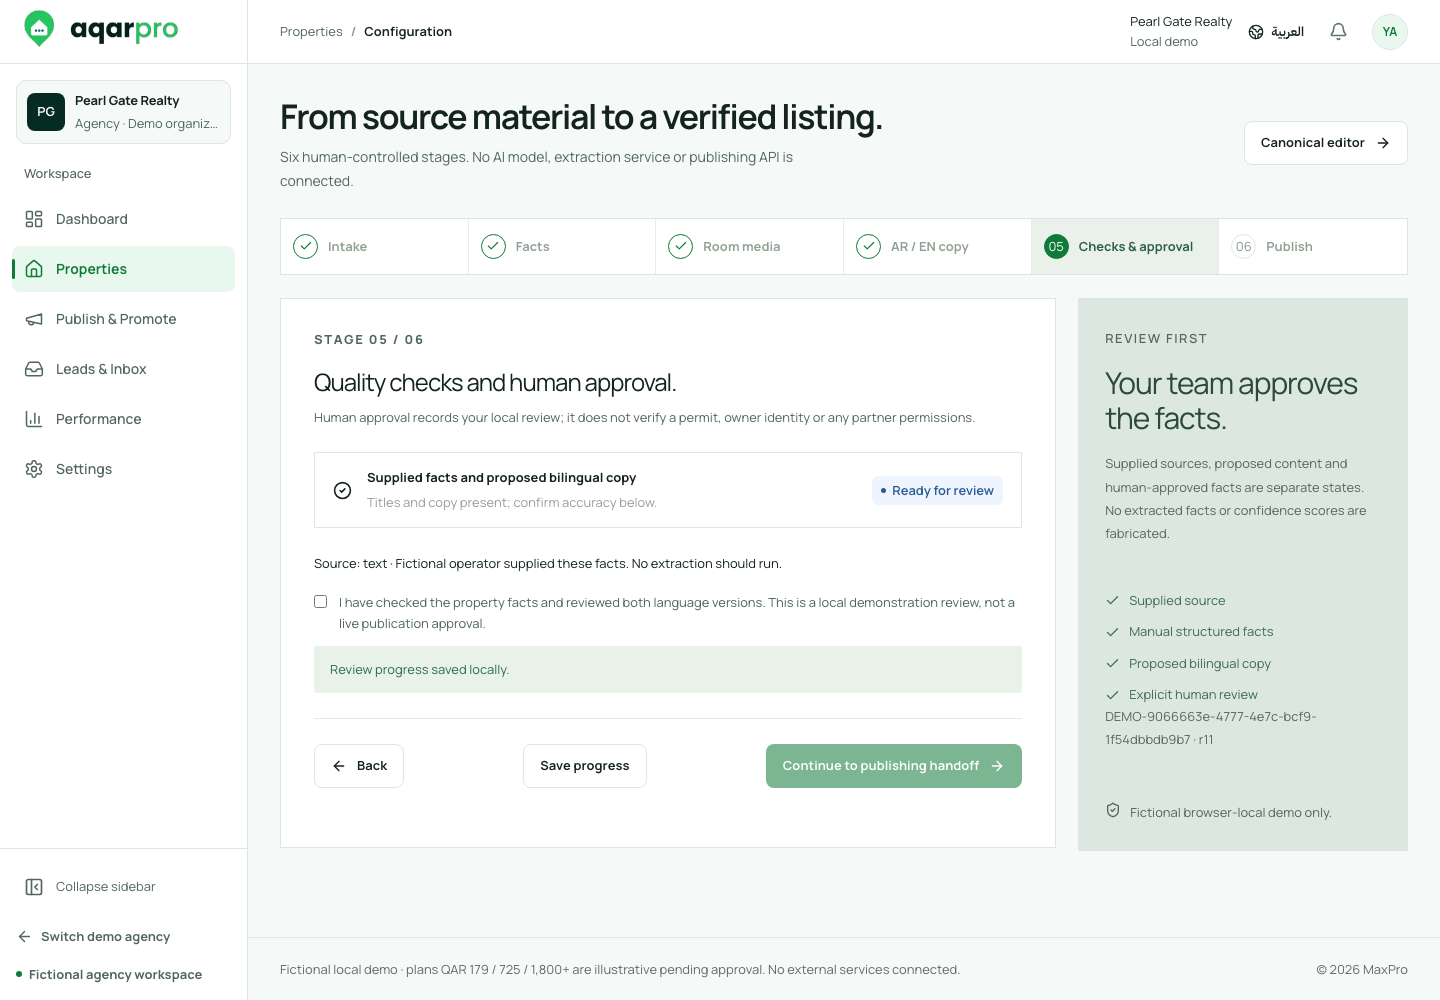 aqarpro
Properties / Configuration
Pearl Gate Realty
Local demo
العربية
YA
PG
Pearl Gate Realty
Agency · Demo organiz...
Workspace
Dashboard
Properties
Publish & Promote
Leads & Inbox
Performance
Settings
Collapse sidebar
Switch demo agency
Fictional agency workspace
From source material to a verified listing.
Six human-controlled stages. No AI model, extraction service or publishing API is
connected.
Canonical editor
Intake
Facts
Room media
AR / EN copy
05 Checks & approval
06 Publish
STAGE 05 / 06
Quality checks and human approval.
Human approval records your local review; it does not verify a permit, owner identity or any partner permissions.
Supplied facts and proposed bilingual copy
Titles and copy present; confirm accuracy below.
Ready for review
Source: text · Fictional operator supplied these facts. No extraction should run.
I have checked the property facts and reviewed both language versions. This is a local demonstration review, not a
live publication approval.
Review progress saved locally.
Back
Save progress
Continue to publishing handoff
REVIEW FIRST
Your team approves
the facts.
Supplied sources, proposed content and
human-approved facts are separate states.
No extracted facts or confidence scores are
fabricated.
Supplied source
Manual structured facts
Proposed bilingual copy
Explicit human review
DEMO-9066663e-4777-4e7c-bcf9-
1f54dbbdb9b7 · r11
Fictional browser-local demo only.
Fictional local demo · plans QAR 179 / 725 / 1,800+ are illustrative pending approval. No external services connected.
© 2026 MaxPro